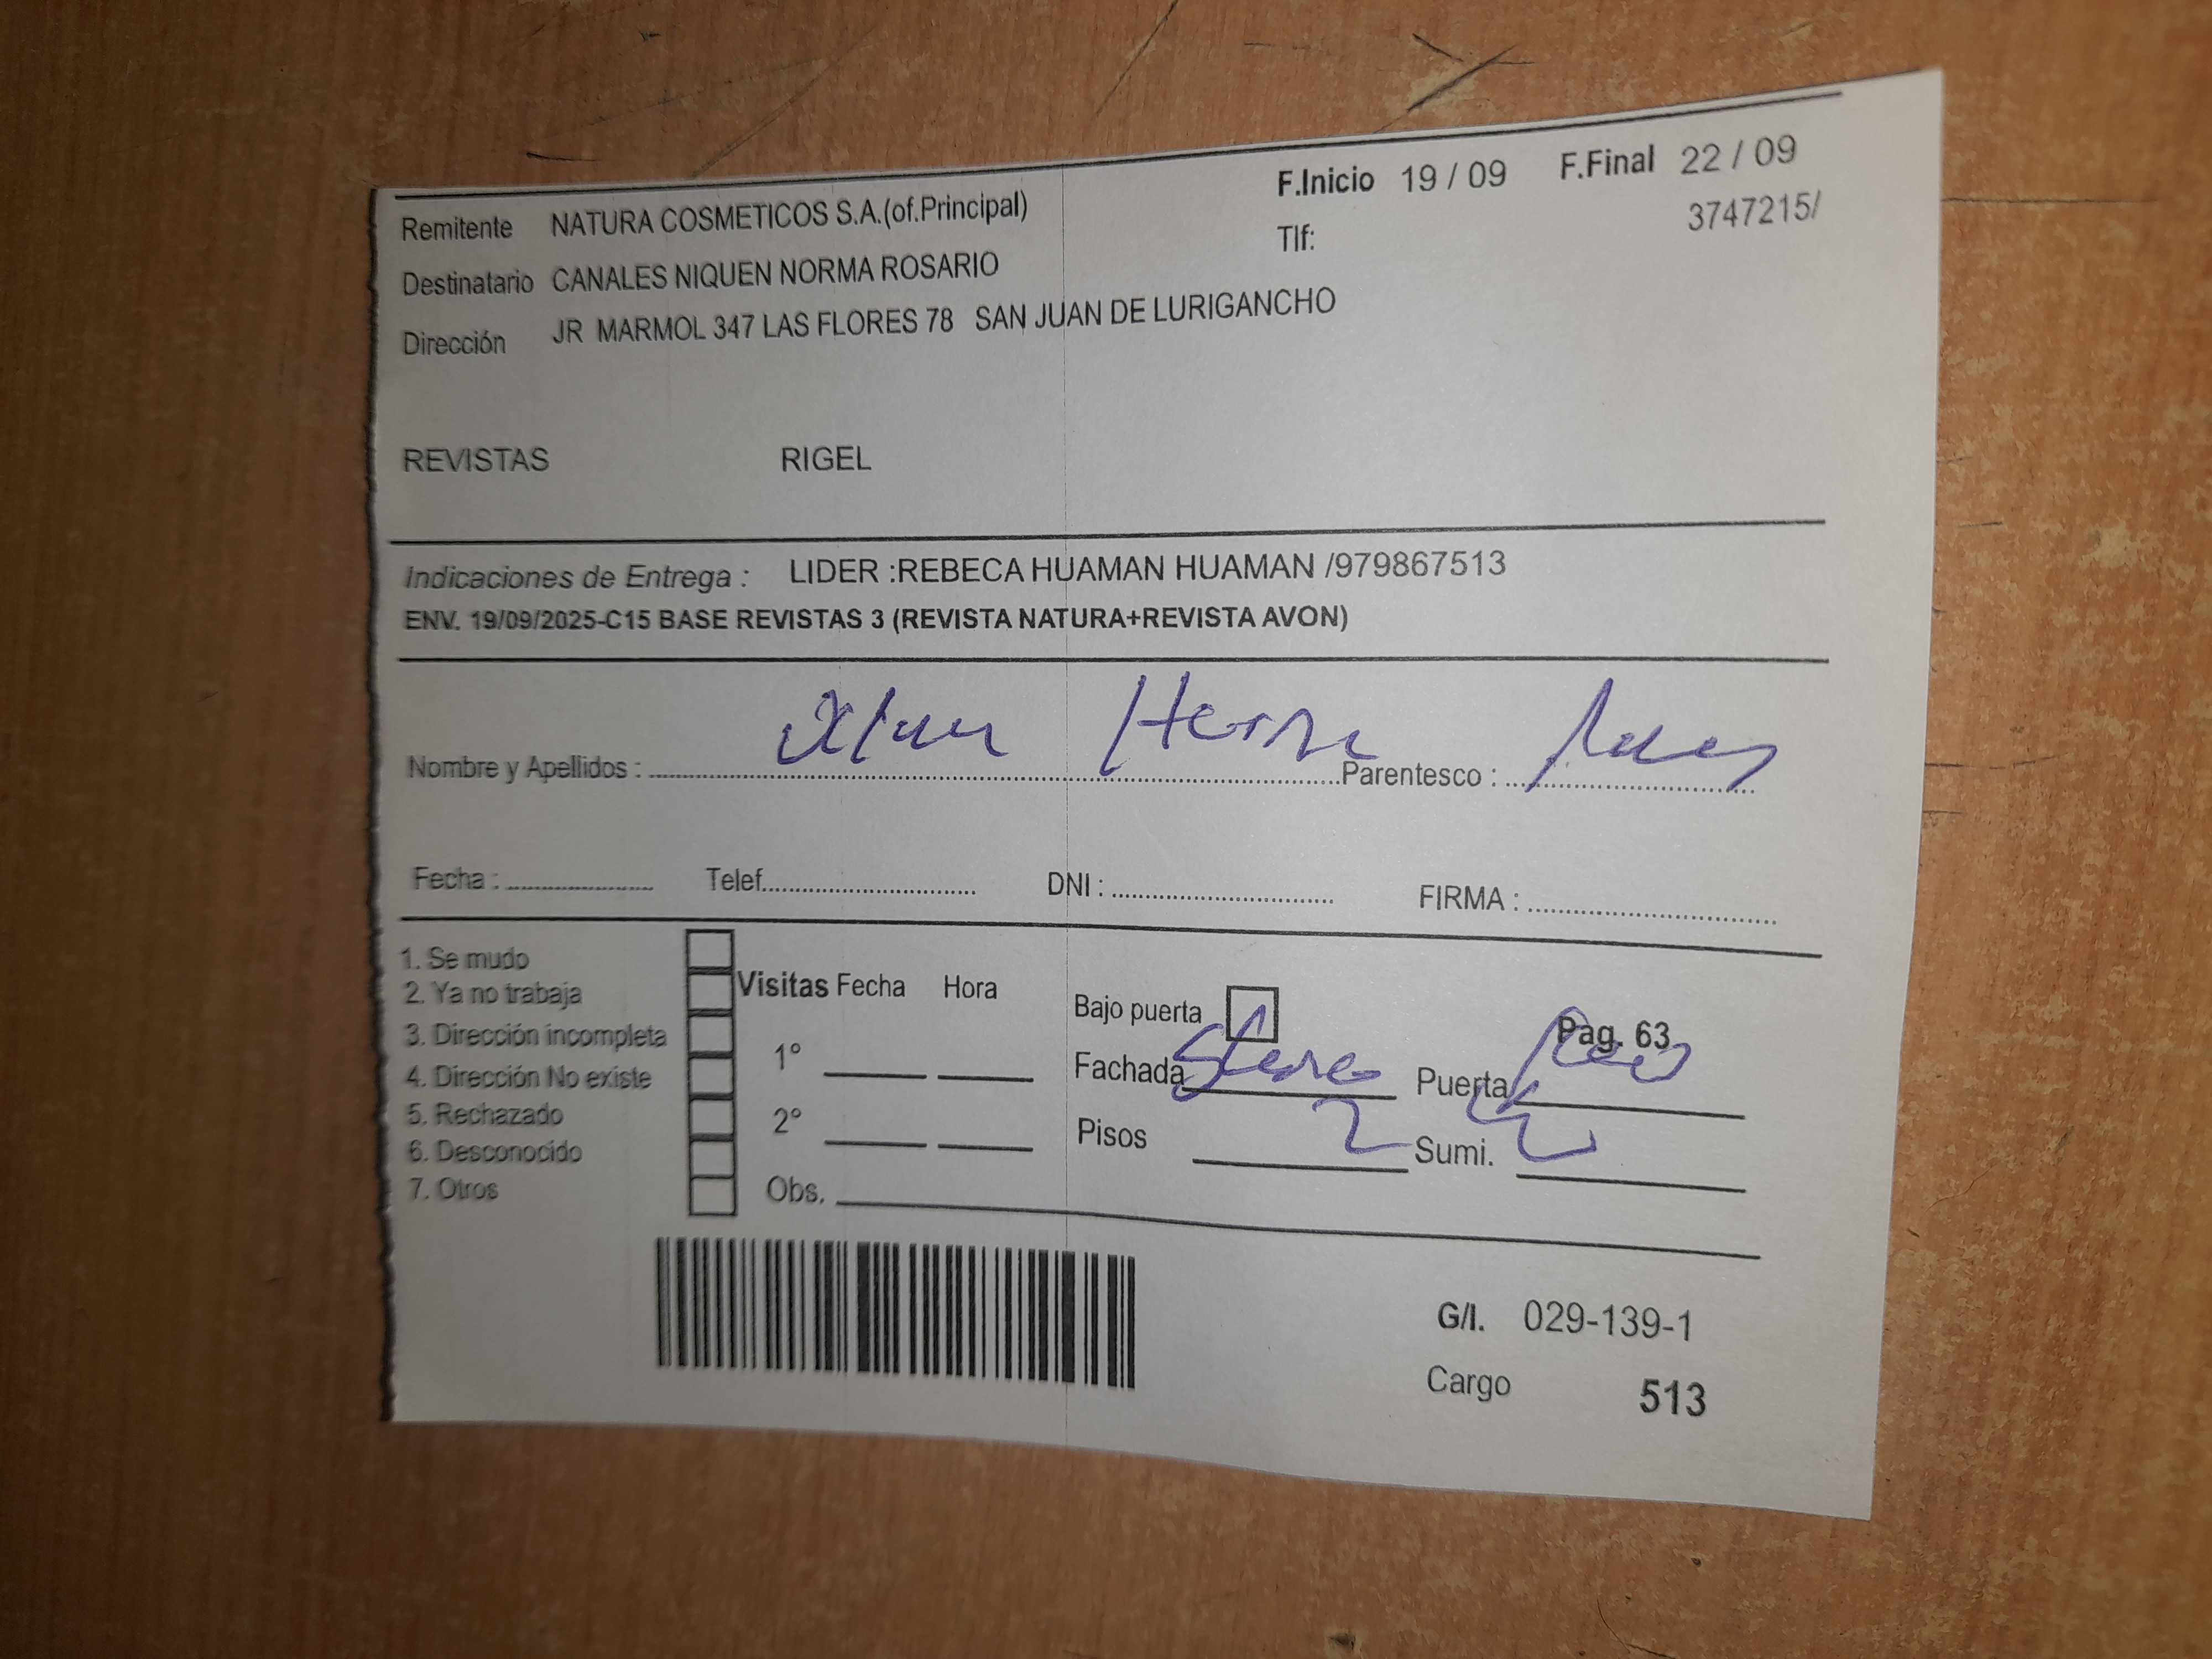 F.Inicio 19 / 09 F.Final 22 / 09
Remitente NATURA COSMETICOS S.A.(of.Principal) Tlf: 3747215/
Destinatario CANALES NIQUEN NORMA ROSARIO
Dirección JR MARMOL 347 LAS FLORES 78 SAN JUAN DE LURIGANCHO
REVISTAS RIGEL
Indicaciones de Entrega : LIDER :REBECA HUAMAN HUAMAN /979867513
ENV. 19/09/2025-C15 BASE REVISTAS 3 (REVISTA NATURA+REVISTA AVON)
Nombre y Apellidos : Parentesco :
Fecha : Telef. DNI : FIRMA :
1. Se mudo
2. Ya no trabaja
3. Dirección incompleta
4. Dirección No existe
5. Rechazado
6. Desconocido
7. Otros
Visitas Fecha Hora
1°
2°
Obs.
Bajo puerta Pag. 63
Fachada Puerta
Pisos 2 Sumi.
G/I. 029-139-1
Cargo 513